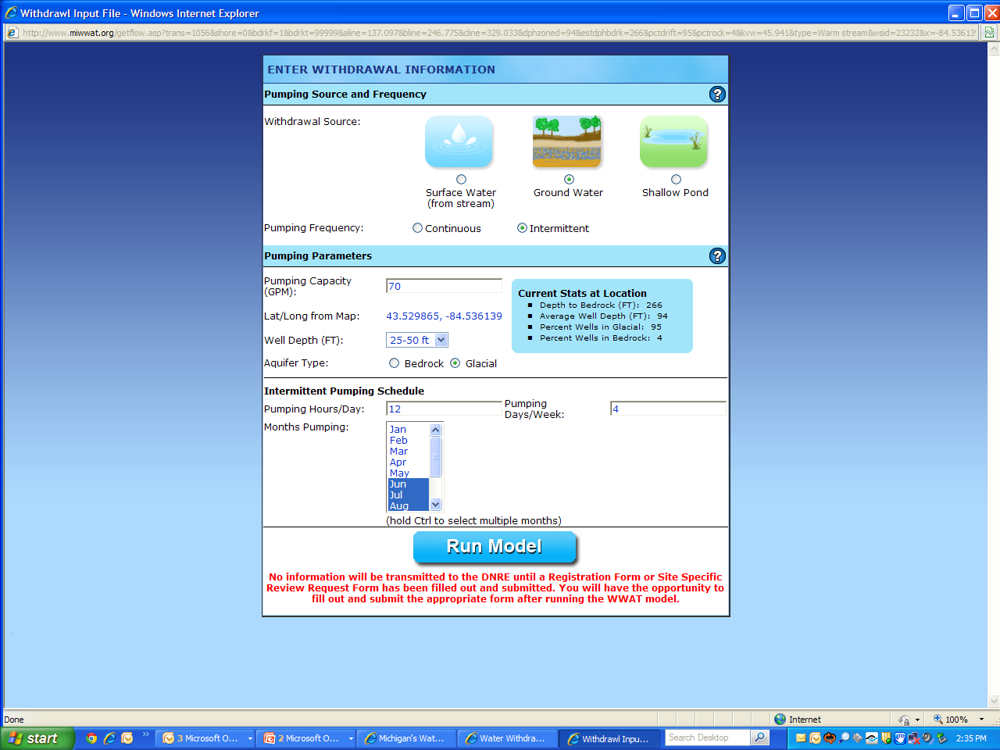 Withdrawl Input File - Windows Internet Explorer
http://www.miwwat.org/getflow.asp?trans=1056&shore=0&bdrkf=1&bdrkt=99999&aline=137.097&bline=246.775&cline=329.033&dphzoned=94&estdphbdrk=266&pctdrift=95&pctrock=4&kvw=45.941&type=Warm stream&wsid=23232&x=-84.53613
ENTER WITHDRAWAL INFORMATION
Pumping Source and Frequency ?
Withdrawal Source:
Surface Water
(from stream)
Ground Water
Shallow Pond
Pumping Frequency: Continuous Intermittent
Pumping Parameters ?
Pumping Capacity
(GPM): 70
Lat/Long from Map: 43.529865, -84.536139
Well Depth (FT): 25-50 ft
Aquifer Type: Bedrock Glacial
Current Stats at Location
Depth to Bedrock (FT): 266
Average Well Depth (FT): 94
Percent Wells in Glacial: 95
Percent Wells in Bedrock: 4
Intermittent Pumping Schedule
Pumping Hours/Day: 12
Pumping
Days/Week: 4
Months Pumping:
Jan
Feb
Mar
Apr
May
Jun
Jul
Aug
(hold Ctrl to select multiple months)
Run Model
No information will be transmitted to the DNRE until a Registration Form or Site Specific
Review Request Form has been filled out and submitted. You will have the opportunity to
fill out and submit the appropriate form after running the WWAT model.
Done Internet 100%
start 3 Microsoft O... 2 Microsoft O... Michigan's Wat... Water Withdra... Withdrawl Inpu... Search Desktop 2:35 PM